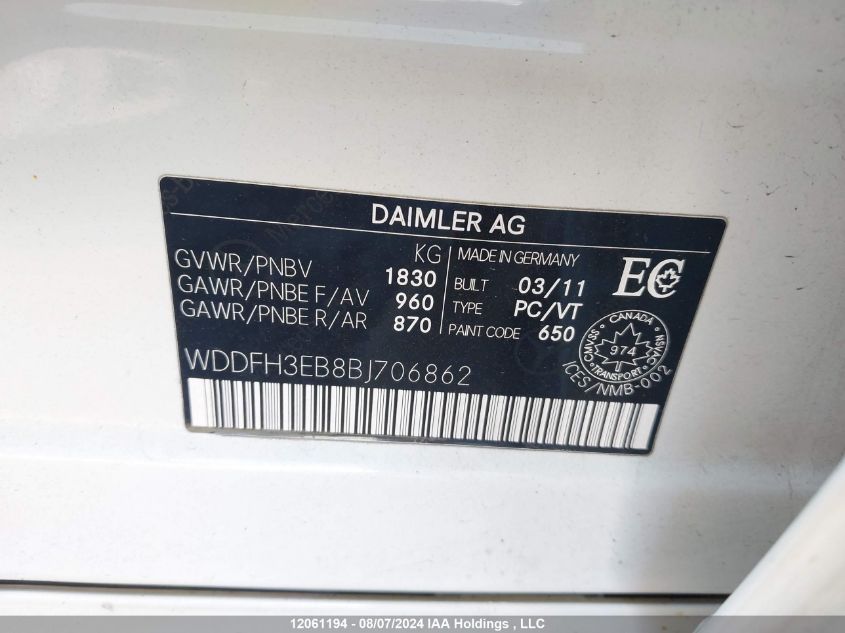 DAIMLER AG
KG
GVWR/PNBV 1830
GAWR/PNBE F/AV 960
GAWR/PNBE R/AR 870
MADE IN GERMANY
BUILT 03/11
TYPE PC/VT
PAINT CODE 650
EC
CANADA
CMVSS NSVAC
974
TRANSPORT
ICES/NMB-002
WDDFH3EB8BJ706862
12061194 - 08/07/2024 IAA Holdings, LLC